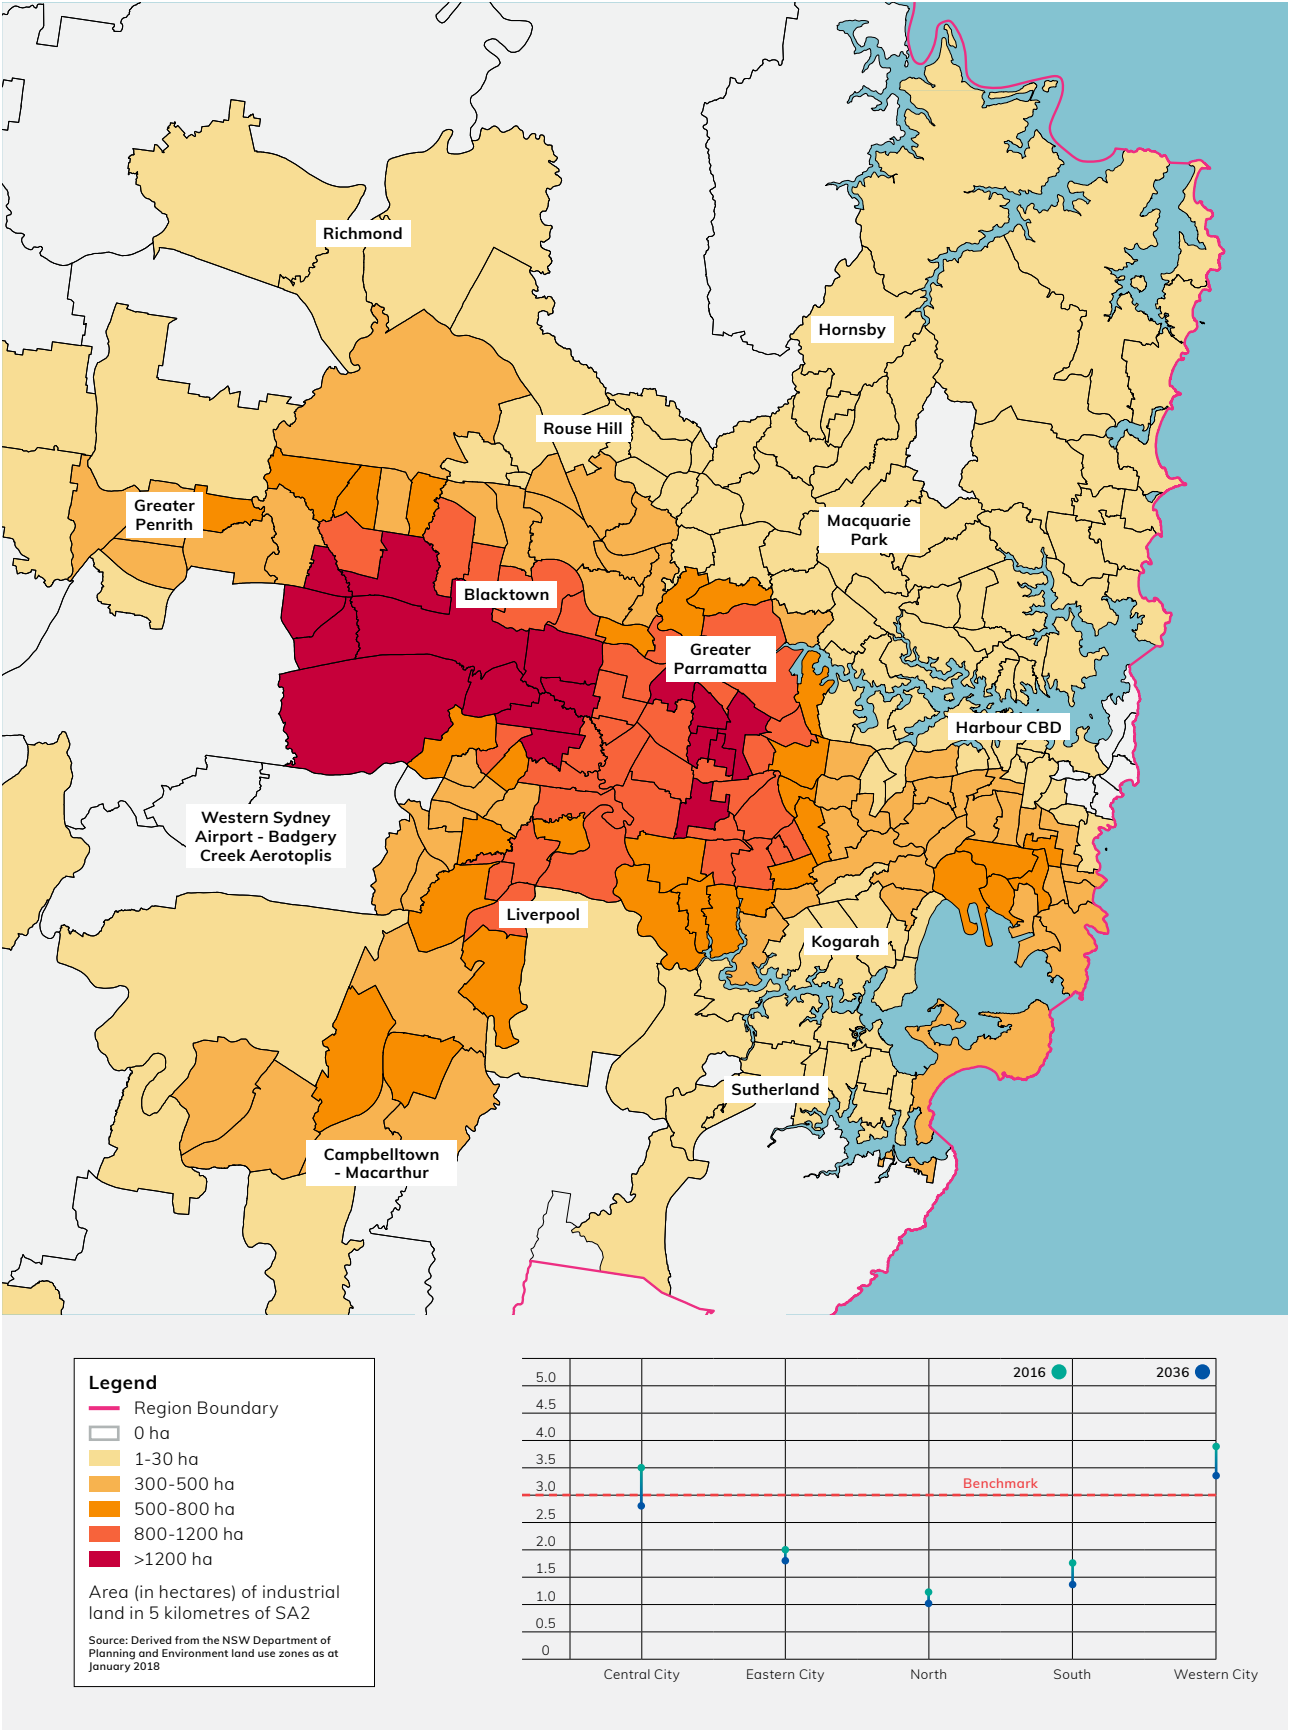 Richmond
Hornsby
Rouse Hill
Greater
Penrith
Macquarie
Park
Blacktown
Greater
Parramatta
Harbour CBD
Western Sydney
Airport - Badgery
Creek Aerotoplis
Liverpool
Kogarah
Sutherland
Campbelltown
- Macarthur
Legend
Region Boundary
0 ha
1-30 ha
300-500 ha
500-800 ha
800-1200 ha
>1200 ha
Area (in hectares) of industrial
land in 5 kilometres of SA2
Source: Derived from the NSW Department of
Planning and Environment land use zones as at
January 2018
2016
2036
5.0
4.5
4.0
3.5
3.0
2.5
2.0
1.5
1.0
0.5
0
Benchmark
Central City
Eastern City
North
South
Western City